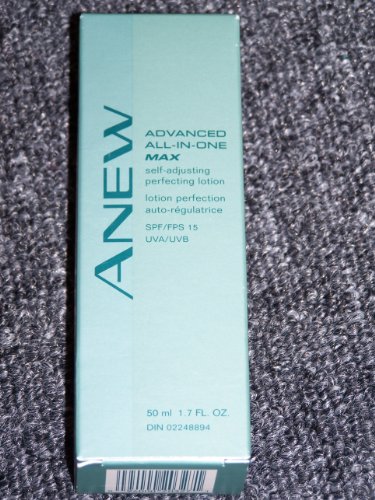 ANEW
ADVANCED
ALL-IN-ONE
MAX
self-adjusting
perfecting lotion
lotion perfection
auto-régulatrice
SPF/FPS 15
UVA/UVB
50 ml 1.7 FL. OZ.
DIN 02248894